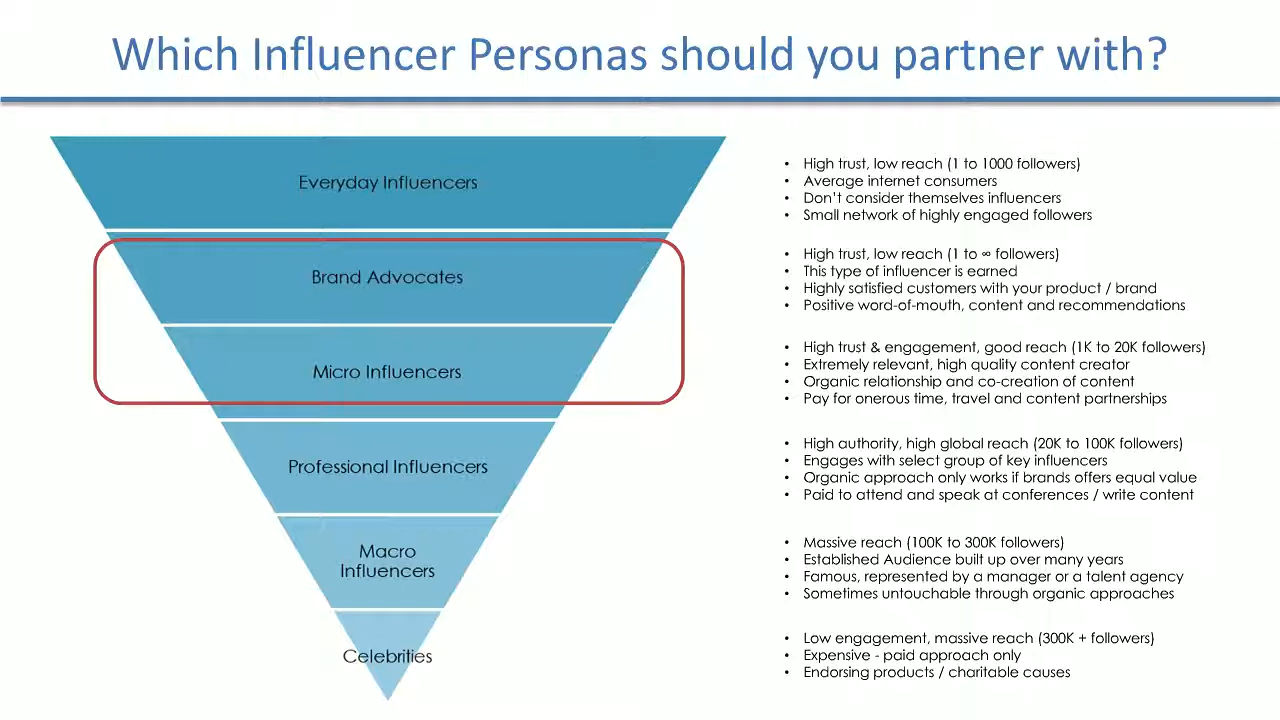 Which Influencer Personas should you partner with?
Everyday Influencers
• High trust, low reach (1 to 1000 followers)
• Average internet consumers
• Don't consider themselves influencers
• Small network of highly engaged followers
Brand Advocates
• High trust, low reach (1 to ∞ followers)
• This type of influencer is earned
• Highly satisfied customers with your product / brand
• Positive word-of-mouth, content and recommendations
Micro Influencers
• High trust & engagement, good reach (1K to 20K followers)
• Extremely relevant, high quality content creator
• Organic relationship and co-creation of content
• Pay for onerous time, travel and content partnerships
Professional Influencers
• High authority, high global reach (20K to 100K followers)
• Engages with select group of key influencers
• Organic approach only works if brands offers equal value
• Paid to attend and speak at conferences / write content
Macro
Influencers
• Massive reach (100K to 300K followers)
• Established Audience built up over many years
• Famous, represented by a manager or a talent agency
• Sometimes untouchable through organic approaches
Celebrities
• Low engagement, massive reach (300K + followers)
• Expensive - paid approach only
• Endorsing products / charitable causes